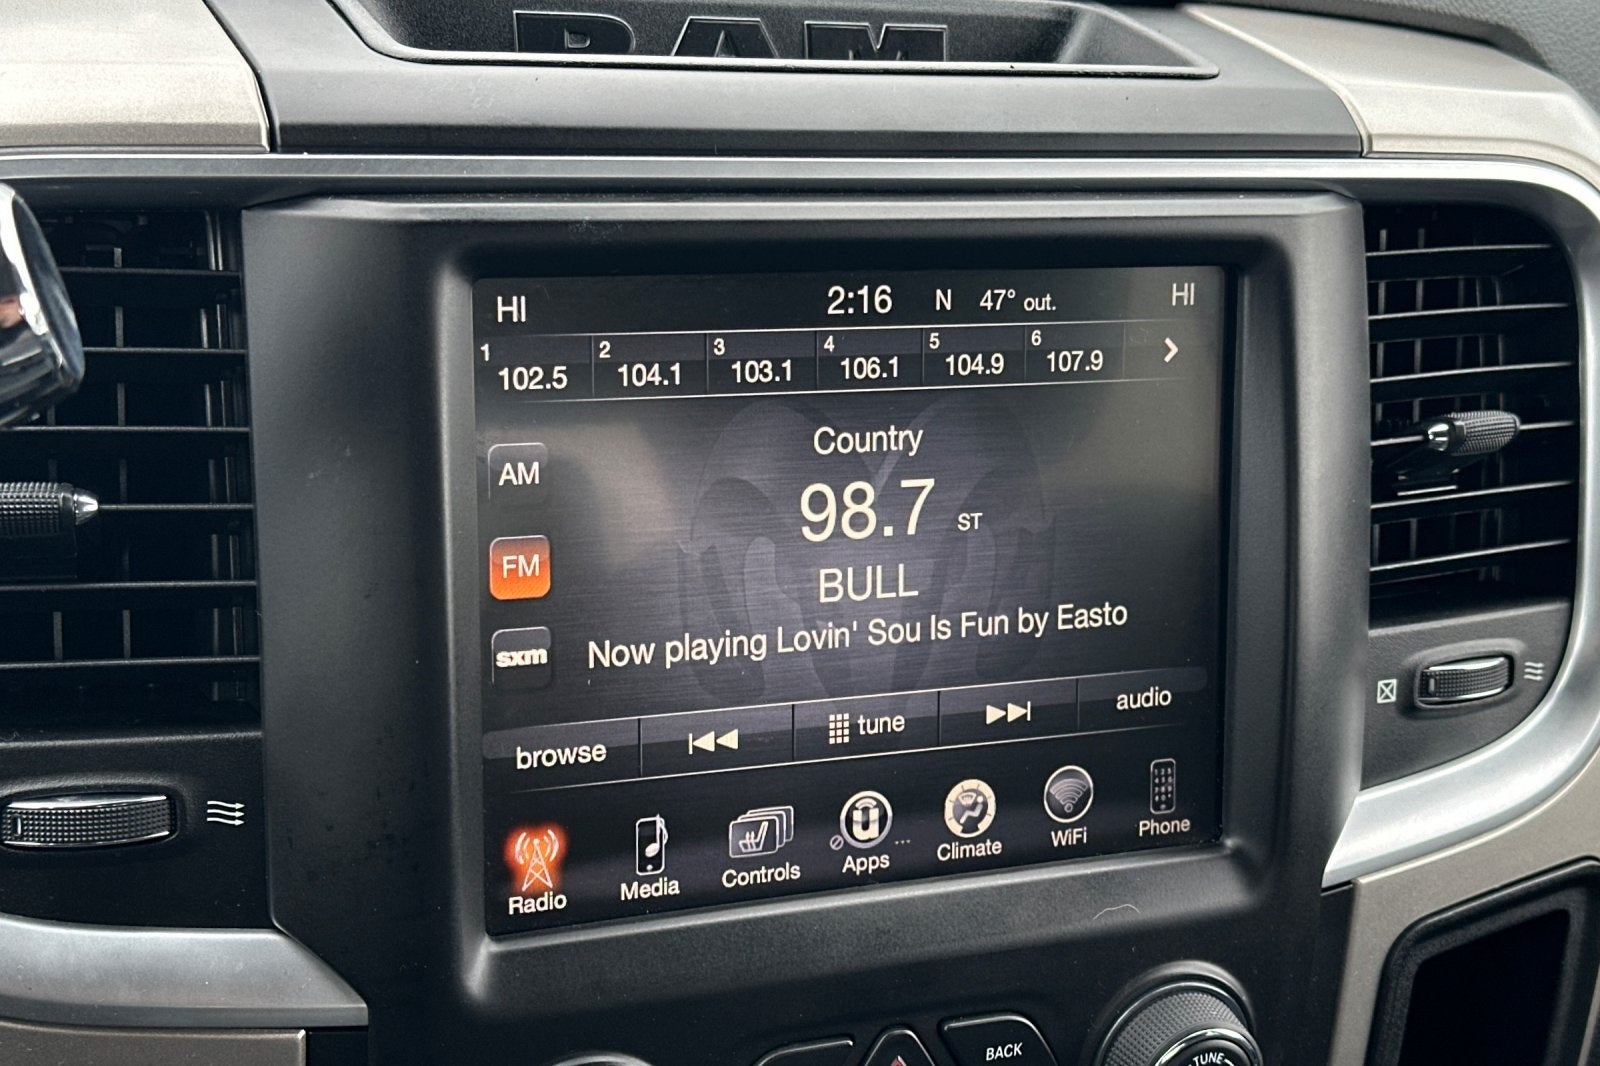 RAM
HI 2:16 N 47° out. HI
1 102.5 2 104.1 3 103.1 4 106.1 5 104.9 6 107.9
Country
AM
98.7 ST
FM
BULL
sxm
Now playing Lovin' Sou Is Fun by Easto
browse tune audio
Radio Media Controls Apps Climate WiFi Phone
BACK
TUNE